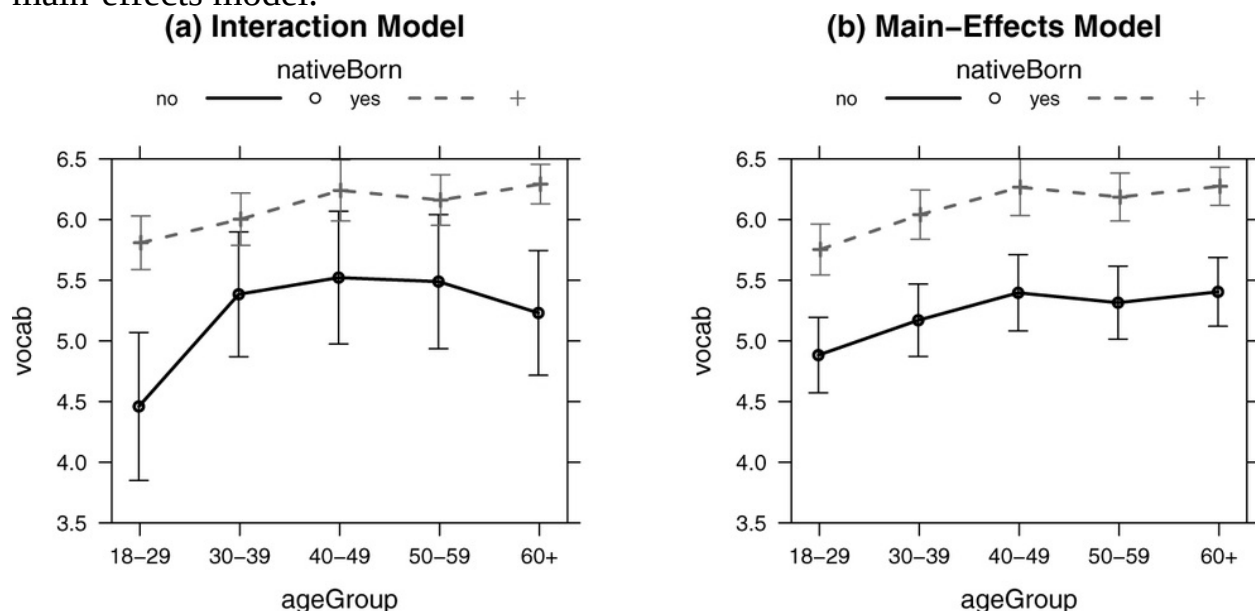 main-effects model.
(a) Interaction Model
nativeBorn
no yes
6.5
6.0
5.5
5.0
4.5
4.0
3.5
vocab
18–29 30–39 40–49 50–59 60+
ageGroup
(b) Main–Effects Model
nativeBorn
no yes
6.5
6.0
5.5
5.0
4.5
4.0
3.5
vocab
18–29 30–39 40–49 50–59 60+
ageGroup